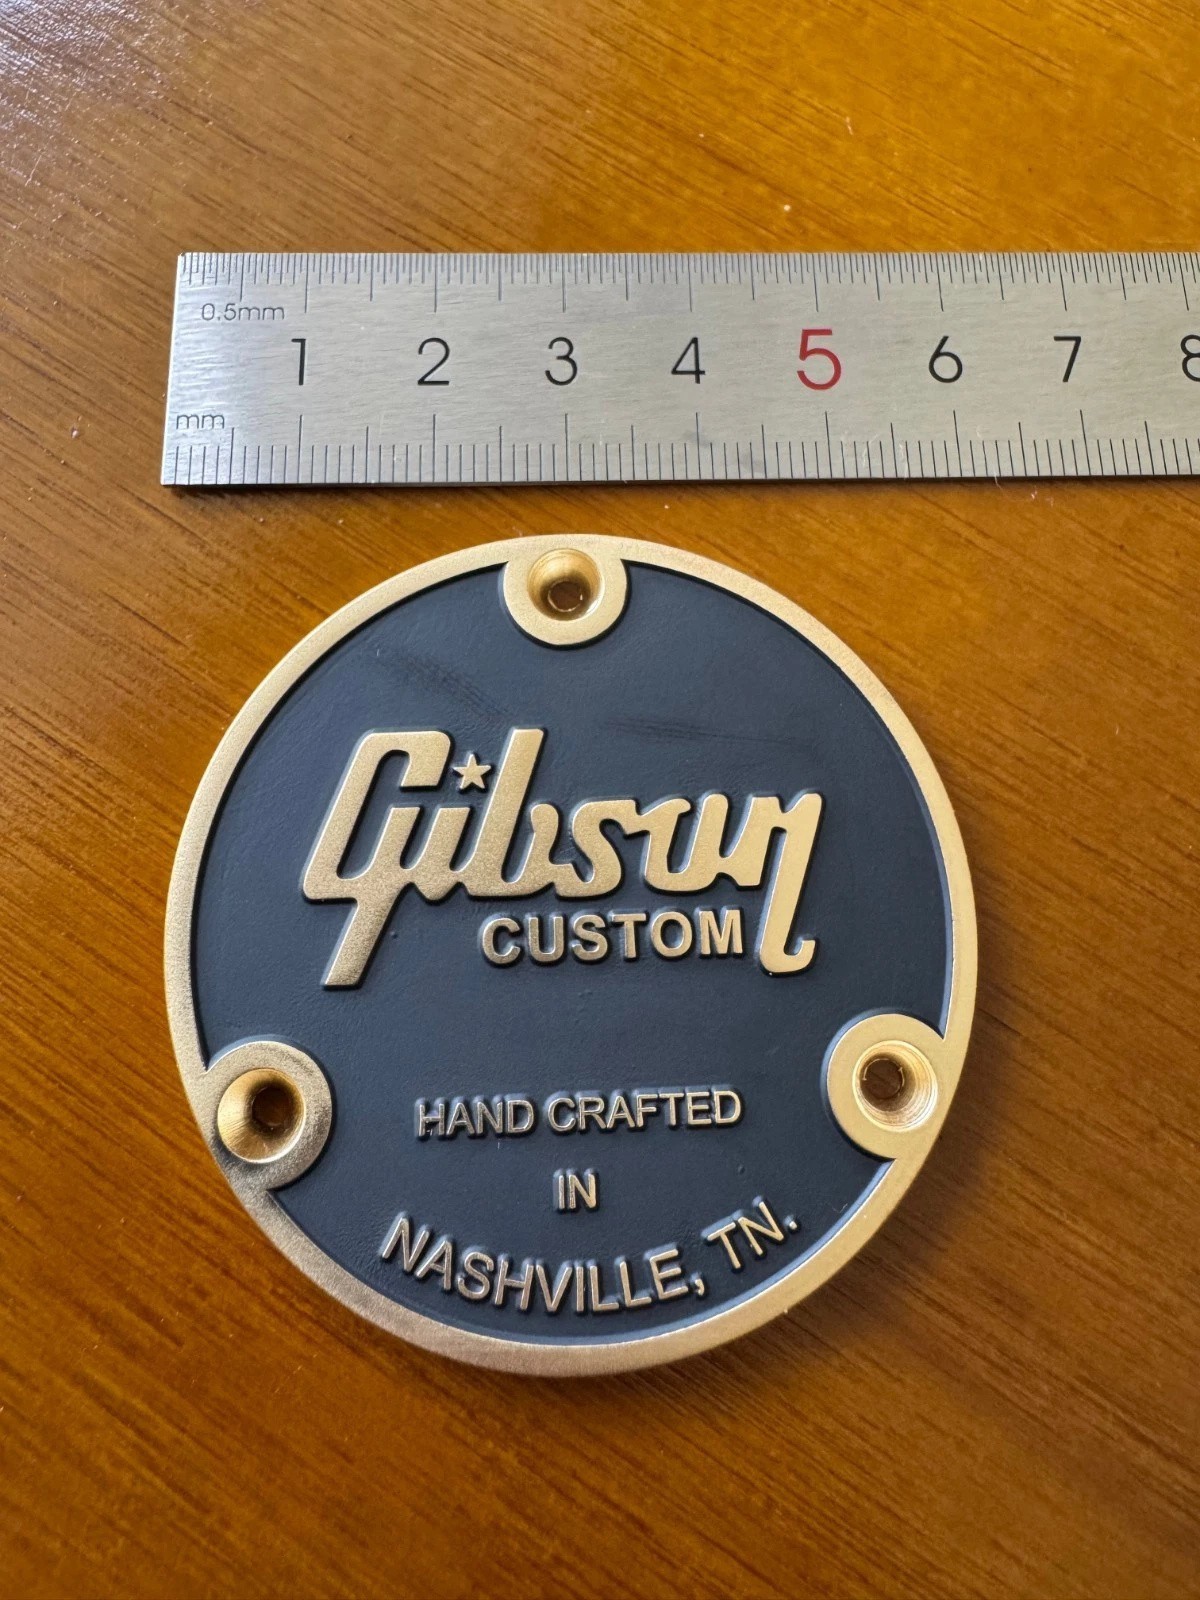 0.5mm
1 2 3 4 5 6 7 8
mm
Gibson
CUSTOM
HAND CRAFTED
IN
NASHVILLE, TN.